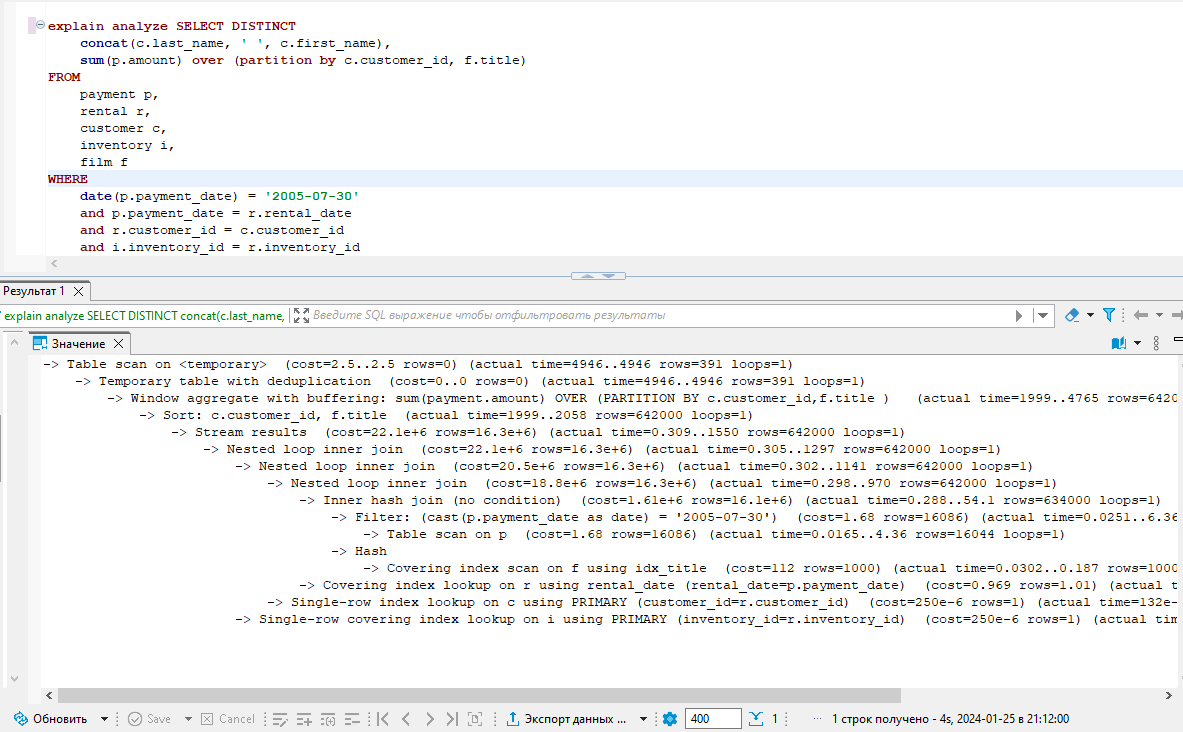 explain analyze SELECT DISTINCT
concat(c.last_name, ' ', c.first_name),
sum(p.amount) over (partition by c.customer_id, f.title)
FROM
payment p,
rental r,
customer c,
inventory i,
film f
WHERE
date(p.payment_date) = '2005-07-30'
and p.payment_date = r.rental_date
and r.customer_id = c.customer_id
and i.inventory_id = r.inventory_id
Результат 1
explain analyze SELECT DISTINCT concat(c.last_name, Введите SQL выражение чтобы отфильтровать результаты
Значение
-> Table scan on <temporary> (cost=2.5..2.5 rows=0) (actual time=4946..4946 rows=391 loops=1)
-> Temporary table with deduplication (cost=0..0 rows=0) (actual time=4946..4946 rows=391 loops=1)
-> Window aggregate with buffering: sum(payment.amount) OVER (PARTITION BY c.customer_id,f.title ) (actual time=1999..4765 rows=6420
-> Sort: c.customer_id, f.title (actual time=1999..2058 rows=642000 loops=1)
-> Stream results (cost=22.1e+6 rows=16.3e+6) (actual time=0.309..1550 rows=642000 loops=1)
-> Nested loop inner join (cost=22.1e+6 rows=16.3e+6) (actual time=0.305..1297 rows=642000 loops=1)
-> Nested loop inner join (cost=20.5e+6 rows=16.3e+6) (actual time=0.302..1141 rows=642000 loops=1)
-> Nested loop inner join (cost=18.8e+6 rows=16.3e+6) (actual time=0.298..970 rows=642000 loops=1)
-> Inner hash join (no condition) (cost=1.61e+6 rows=16.1e+6) (actual time=0.288..54.1 rows=634000 loops=1)
-> Filter: (cast(p.payment_date as date) = '2005-07-30') (cost=1.68 rows=16086) (actual time=0.0251..6.36
-> Table scan on p (cost=1.68 rows=16086) (actual time=0.0165..4.36 rows=16044 loops=1)
-> Hash
-> Covering index scan on f using idx_title (cost=112 rows=1000) (actual time=0.0302..0.187 rows=1000
-> Covering index lookup on r using rental_date (rental_date=p.payment_date) (cost=0.969 rows=1.01) (actual t
-> Single-row index lookup on c using PRIMARY (customer_id=r.customer_id) (cost=250e-6 rows=1) (actual time=132e-
-> Single-row covering index lookup on i using PRIMARY (inventory_id=r.inventory_id) (cost=250e-6 rows=1) (actual tim
Обновить Save Cancel Экспорт данных ... 400 1 ... 1 строк получено - 4s, 2024-01-25 в 21:12:00